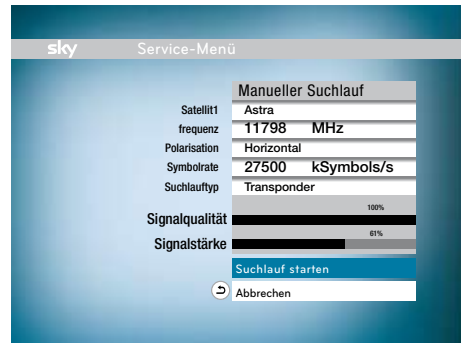 sky Service-Menü
Manueller Suchlauf
Satellit1 Astra
frequenz 11798 MHz
Polarisation Horizontal
Symbolrate 27500 kSymbols/s
Suchlauftyp Transponder
100%
Signalqualität
61%
Signalstärke
Suchlauf starten
Abbrechen